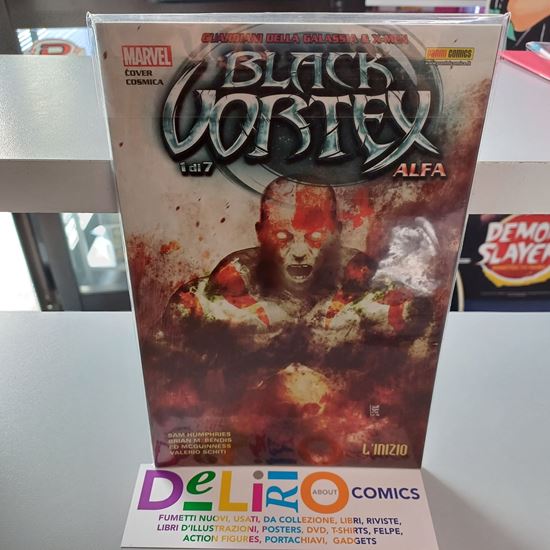 GUARDIANI DELLA GALASSIA & X-MEN
MARVEL
COVER
COSMICA
PANINI COMICS
BLACK
VORTEX
1 di 7
ALFA
DEMON
SLAYER
SAM HUMPHRIES
BRIAN M. BENDIS
ED MCGUINNESS
VALERIO SCHITI
L'INIZIO
DeLiRiO
ABOUT
COMICS
FUMETTI NUOVI, USATI, DA COLLEZIONE, LIBRI, RIVISTE,
LIBRI D'ILLUSTRAZIONI, POSTERS, DVD, T-SHIRTS, FELPE,
ACTION FIGURES, PORTACHIAVI, GADGETS